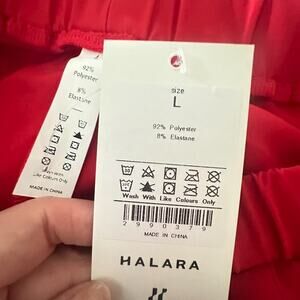 92%
Polyester
8%
Elastane
MADE IN CHINA
size
L
92% Polyester
8% Elastane
Wash With Like Colours Only
2990379
MADE IN CHINA
HALARA